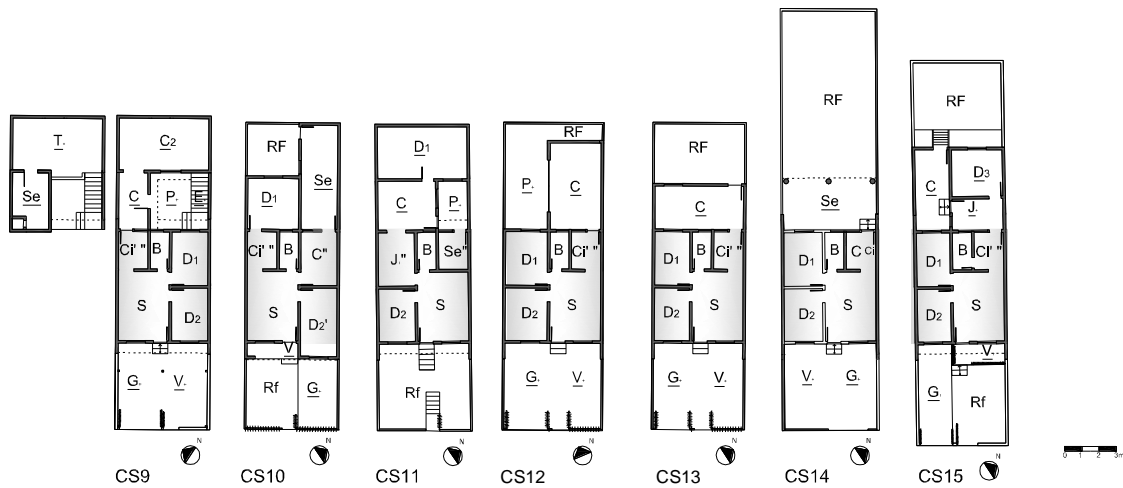 T.
Se
C2
C
P.
E
Ci' "
B
D1
S
D2
G.
V.
N
CS9
RF
Se
D1
Ci' "
B
C"
S
D2'
V
Rf
G.
N
CS10
D1
C
P.
J."
B
Se"
D2
S
Rf
N
CS11
RF
P.
C
D1
B
Ci' "
D2
S
G.
V.
N
CS12
RF
C
D1
B
Ci' "
D2
S
G.
V.
N
CS13
RF
Se
D1
B
C
Ci
D2
S
V.
G.
N
CS14
RF
C
D3
J.
D1
B
Ci' "
D2
S
V
G.
Rf
N
CS15
0 1 2 3m